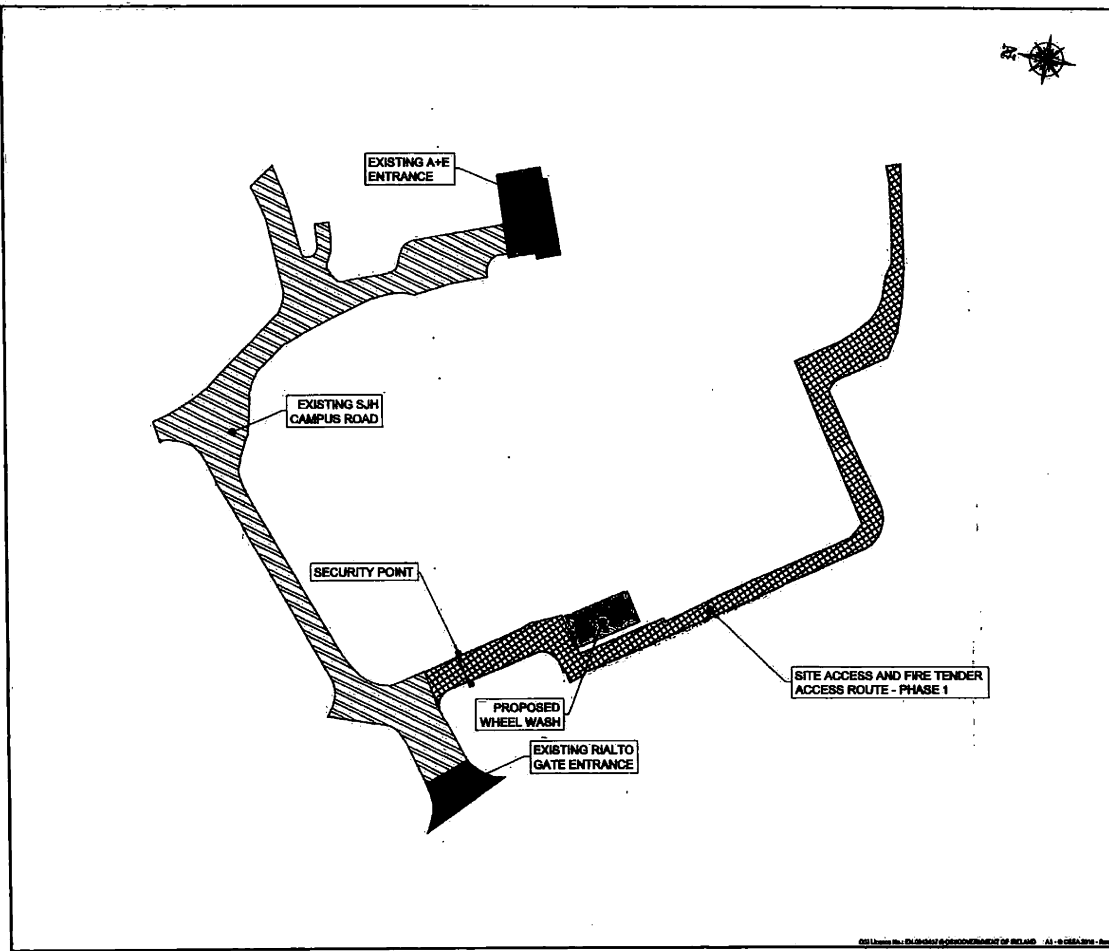 EXISTING A+E
ENTRANCE
EXISTING SJH
CAMPUS ROAD
SECURITY POINT
PROPOSED
WHEEL WASH
SITE ACCESS AND FIRE TENDER
ACCESS ROUTE - PHASE 1
EXISTING RIALTO
GATE ENTRANCE